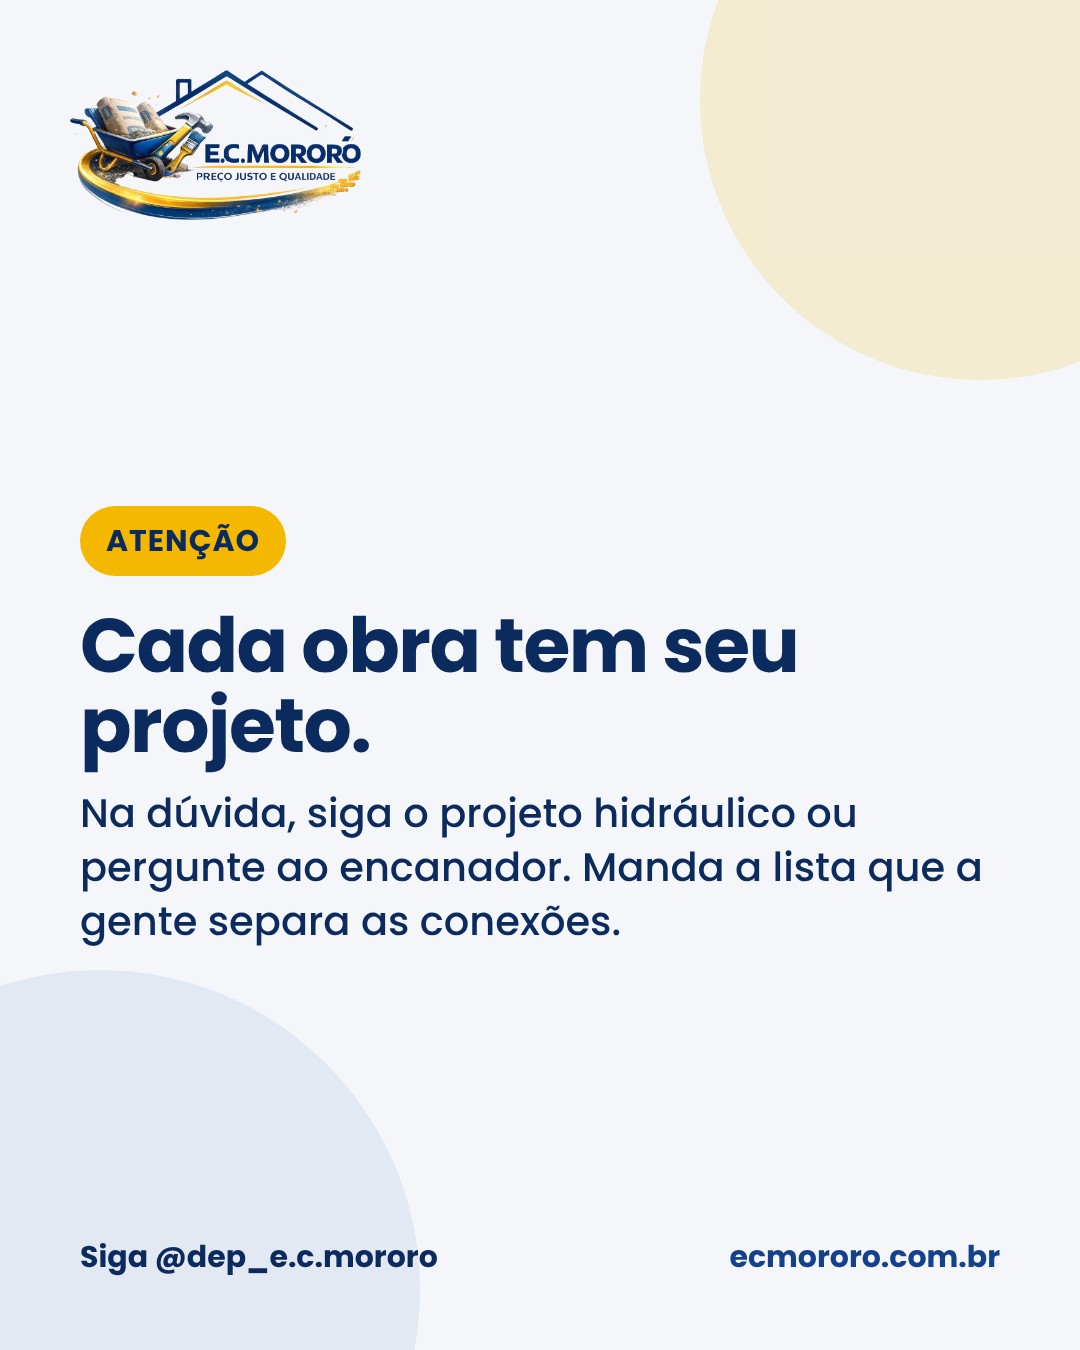 E.C.MORORÓ
PREÇO JUSTO E QUALIDADE
ATENÇÃO
Cada obra tem seu
projeto.
Na dúvida, siga o projeto hidráulico ou
pergunte ao encanador. Manda a lista que a
gente separa as conexões.
Siga @dep_e.c.mororo
ecmororo.com.br